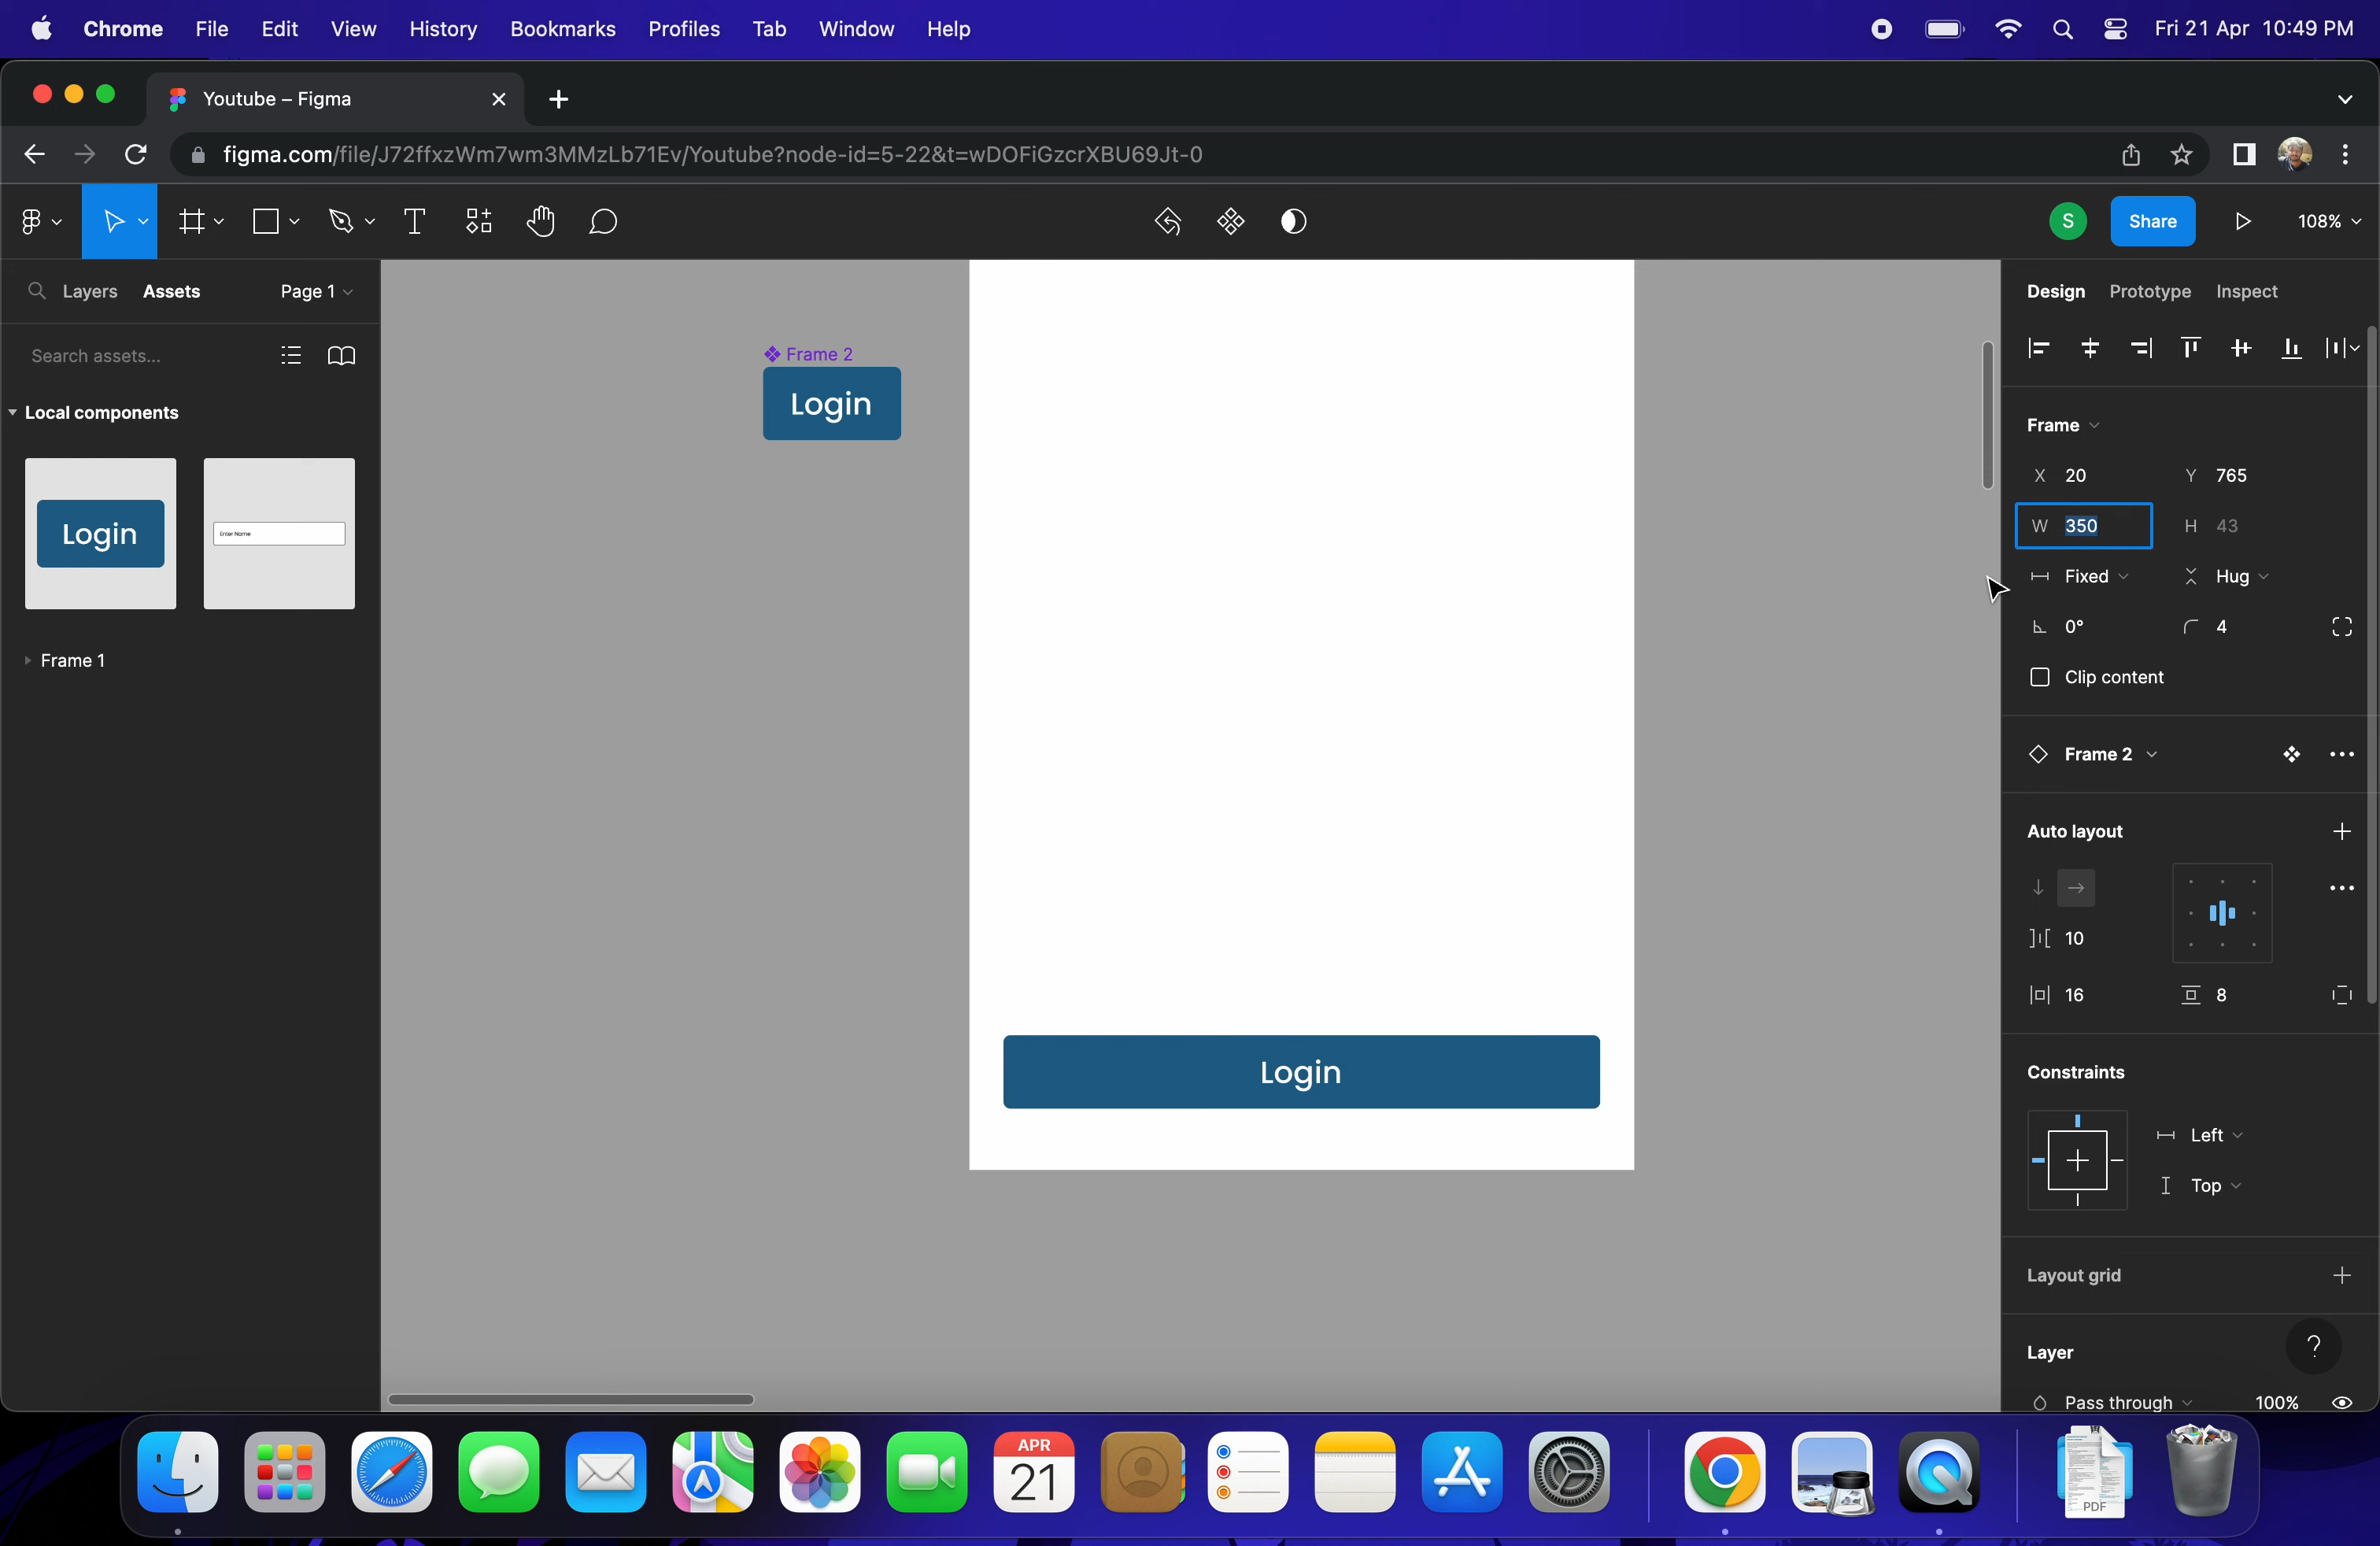 Chrome File Edit View History Bookmarks Profiles Tab Window Help Fri 21 Apr 10:49 PM
Youtube – Figma
figma.com/file/J72ffxzWm7wm3MMzLb71Ev/Youtube?node-id=5-22&t=wDOFiGzcrXBU69Jt-0
S Share 108%
Layers Assets Page 1
Design Prototype Inspect
Search assets...
Frame 2
Login
Local components
Login
Enter Name
Frame 1
Login
Frame
X 20 Y 765
W 350 H 43
Fixed Hug
0° 4
Clip content
Frame 2
Auto layout
10
16 8
Constraints
Left
Top
Layout grid
Layer
?
Pass through 100%
APR
21
PDF